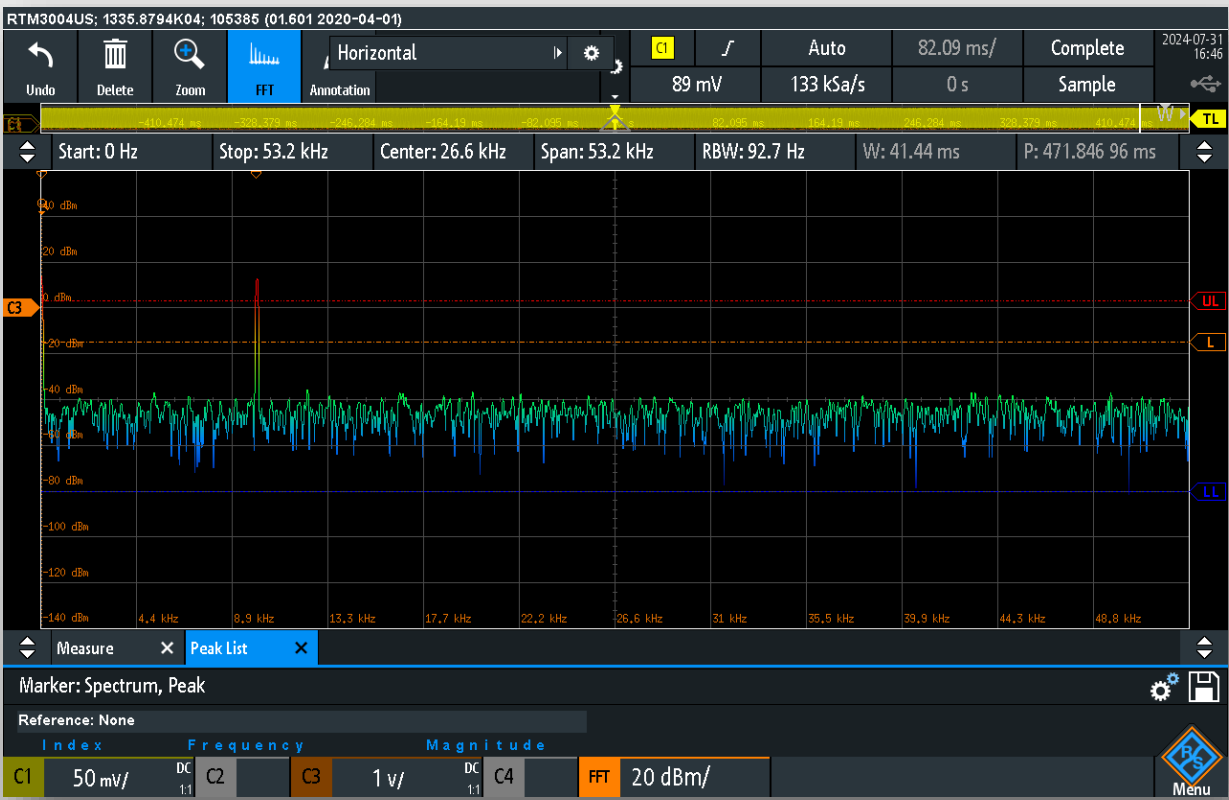 RTM3004US; 1335.8794K04; 105385 (01.601 2020-04-01)
Undo Delete Zoom FFT Annotation
Horizontal
C1 Auto 82.09 ms/ Complete
89 mV 133 kSa/s 0 s Sample
2024-07-31
16:46
-410.474 ms -328.379 ms -246.284 ms -164.19 ms -82.095 ms s 82.095 ms 164.19 ms 246.284 ms 328.379 ms 410.474 ms W TL
Start: 0 Hz Stop: 53.2 kHz Center: 26.6 kHz Span: 53.2 kHz RBW: 92.7 Hz W: 41.44 ms P: 471.846 96 ms
40 dBm
20 dBm
0 dBm
C3 UL
-20 dBm L
-40 dBm
-60 dBm
-80 dBm
LL
-100 dBm
-120 dBm
-140 dBm 4.4 kHz 8.9 kHz 13.3 kHz 17.7 kHz 22.2 kHz 26.6 kHz 31 kHz 35.5 kHz 39.9 kHz 44.3 kHz 48.8 kHz
Measure Peak List
Marker: Spectrum, Peak
Reference: None
Index Frequency Magnitude
C1 50 mV/ DC 1:1 C2 C3 1 V/ DC 1:1 C4 FFT 20 dBm/
R&S
Menu